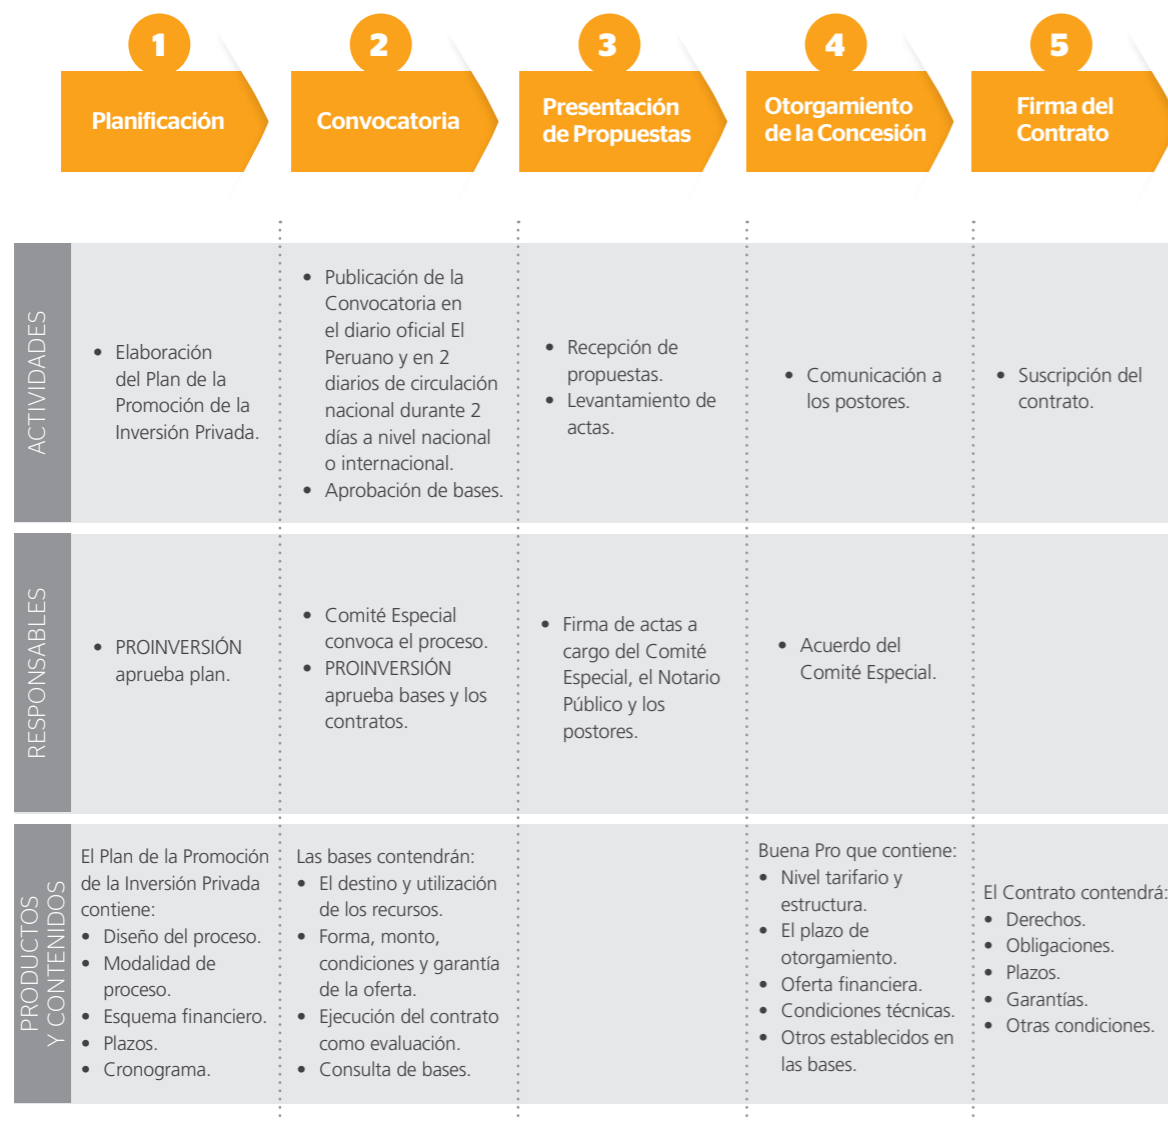 1
Planificación
2
Convocatoria
3
Presentación
de Propuestas
4
Otorgamiento
de la Concesión
5
Firma del
Contrato
ACTIVIDADES
• Elaboración
del Plan de la
Promoción de la
Inversión Privada.
• Publicación de la
Convocatoria en
el diario oficial El
Peruano y en 2
diarios de circulación
nacional durante 2
días a nivel nacional
o internacional.
• Aprobación de bases.
• Recepción de
propuestas.
• Levantamiento de
actas.
• Comunicación a
los postores.
• Suscripción del
contrato.
RESPONSABLES
• PROINVERSIÓN
aprueba plan.
• Comité Especial
convoca el proceso.
• PROINVERSIÓN
aprueba bases y los
contratos.
• Firma de actas a
cargo del Comité
Especial, el Notario
Público y los
postores.
• Acuerdo del
Comité Especial.
PRODUCTOS
Y CONTENIDOS
El Plan de la Promoción
de la Inversión Privada
contiene:
• Diseño del proceso.
• Modalidad de
proceso.
• Esquema financiero.
• Plazos.
• Cronograma.
Las bases contendrán:
• El destino y utilización
de los recursos.
• Forma, monto,
condiciones y garantía
de la oferta.
• Ejecución del contrato
como evaluación.
• Consulta de bases.
Buena Pro que contiene:
• Nivel tarifario y
estructura.
• El plazo de
otorgamiento.
• Oferta financiera.
• Condiciones técnicas.
• Otros establecidos en
las bases.
El Contrato contendrá:
• Derechos.
• Obligaciones.
• Plazos.
• Garantías.
• Otras condiciones.